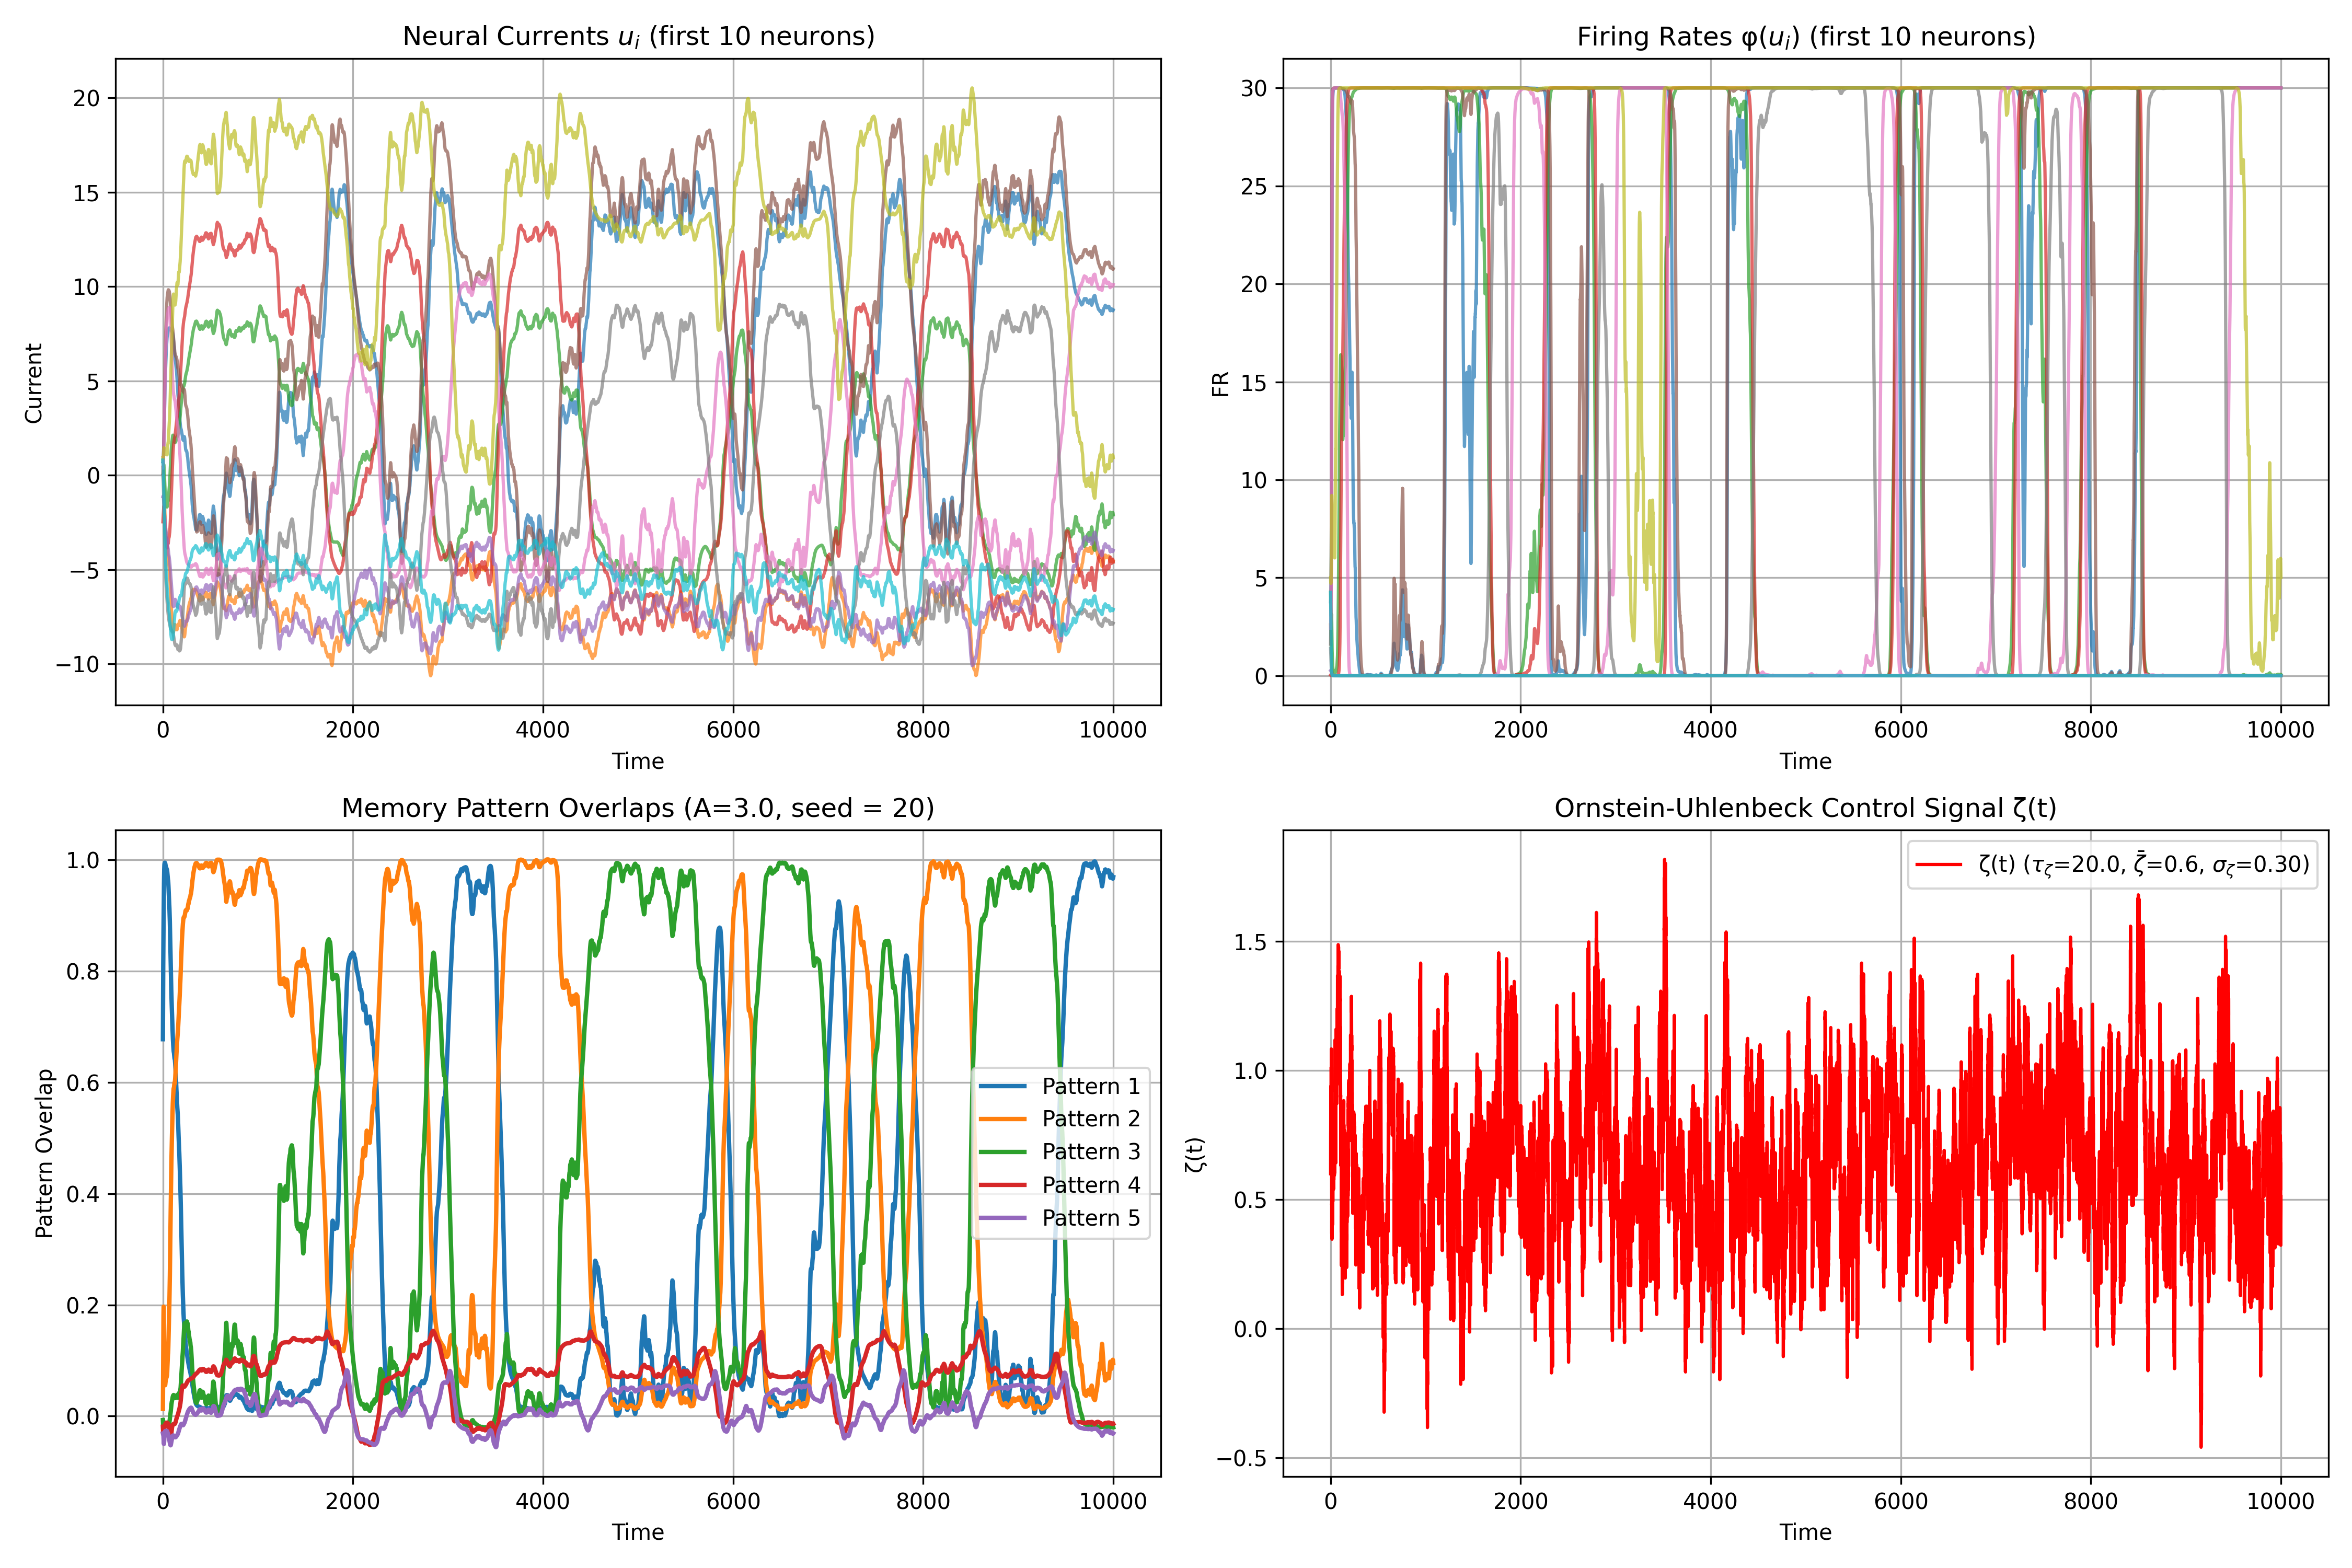 Neural Currents u_i (first 10 neurons)
20
15
10
5
0
−5
−10
Current
0 2000 4000 6000 8000 10000
Time
Firing Rates φ(u_i) (first 10 neurons)
30
25
20
15
10
5
0
FR
0 2000 4000 6000 8000 10000
Time
Memory Pattern Overlaps (A=3.0, seed = 20)
1.0
0.8
0.6
0.4
0.2
0.0
Pattern Overlap
Pattern 1
Pattern 2
Pattern 3
Pattern 4
Pattern 5
0 2000 4000 6000 8000 10000
Time
Ornstein-Uhlenbeck Control Signal ζ(t)
ζ(t) (τ_ζ=20.0, ζ̄=0.6, σ_ζ=0.30)
1.5
1.0
0.5
0.0
−0.5
ζ(t)
0 2000 4000 6000 8000 10000
Time